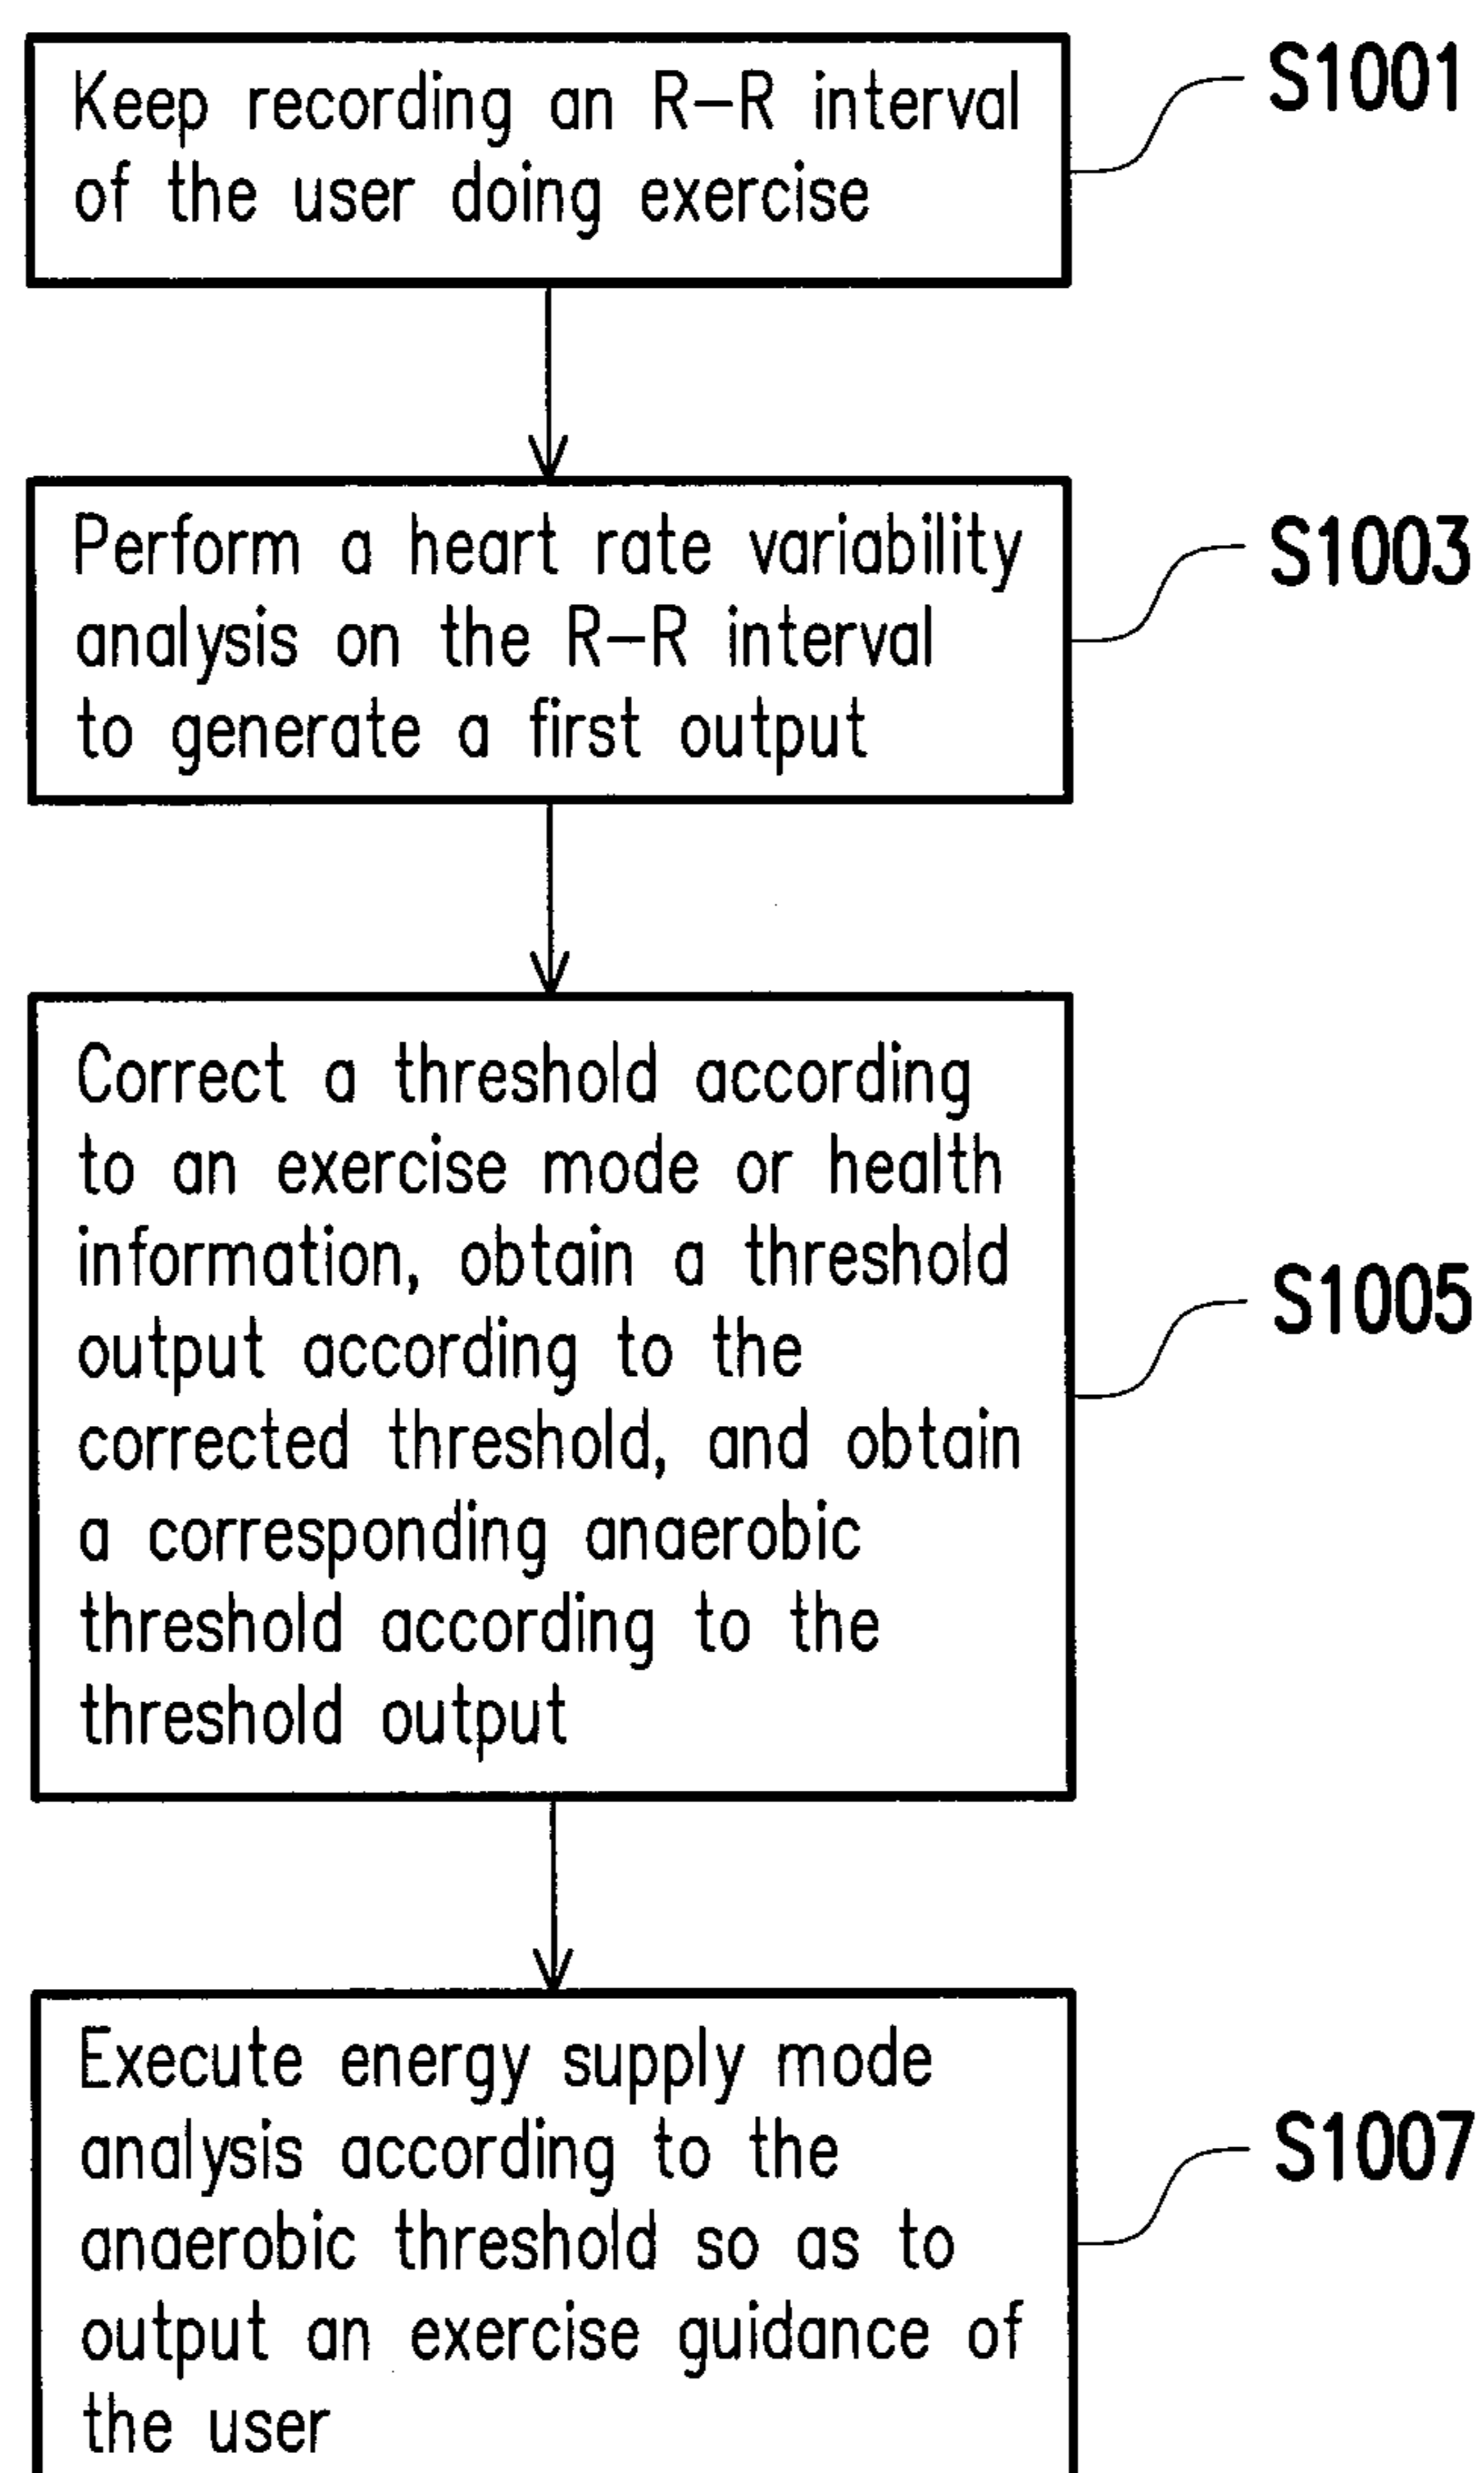 Keep recording an R-R interval
of the user doing exercise
S1001
Perform a heart rate variability
analysis on the R-R interval
to generate a first output
S1003
Correct a threshold according
to an exercise mode or health
information, obtain a threshold
output according to the
corrected threshold, and obtain
a corresponding anaerobic
threshold according to the
threshold output
S1005
Execute energy supply mode
analysis according to the
anaerobic threshold so as to
output an exercise guidance of
the user
S1007